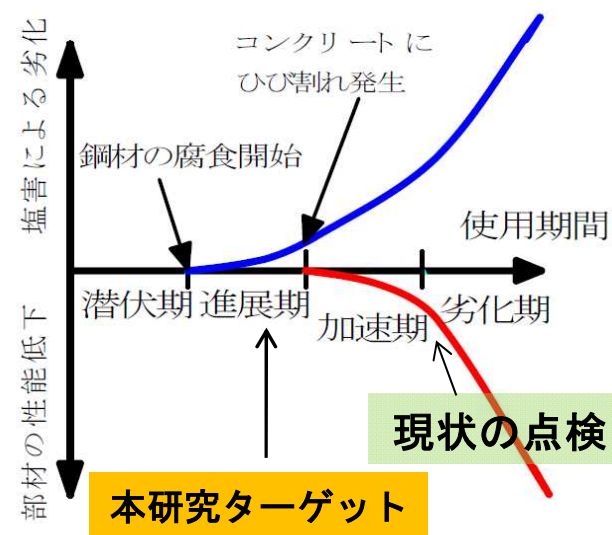 塩害による劣化
コンクリートに
ひび割れ発生
鋼材の腐食開始
使用期間
潜伏期
進展期
加速期
劣化期
部材の性能低下
現状の点検
本研究ターゲット